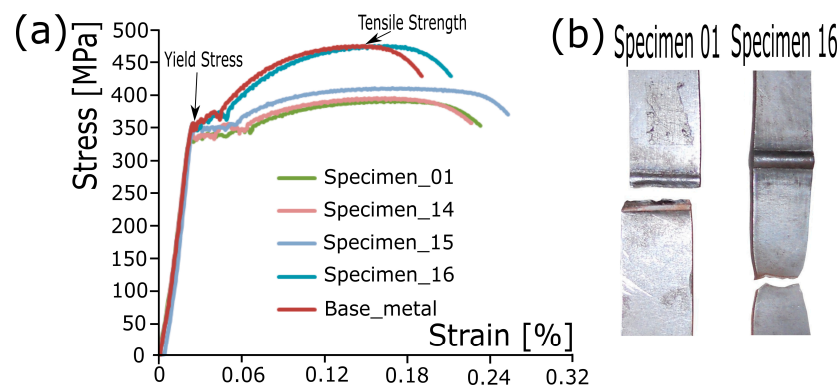 (a)
Stress [MPa]
500
450
400
350
300
250
200
150
100
50
0
Yield Stress
Tensile Strength
Specimen_01
Specimen_14
Specimen_15
Specimen_16
Base_metal
Strain [%]
0
0.06
0.12
0.18
0.24
0.32
(b)
Specimen 01
Specimen 16